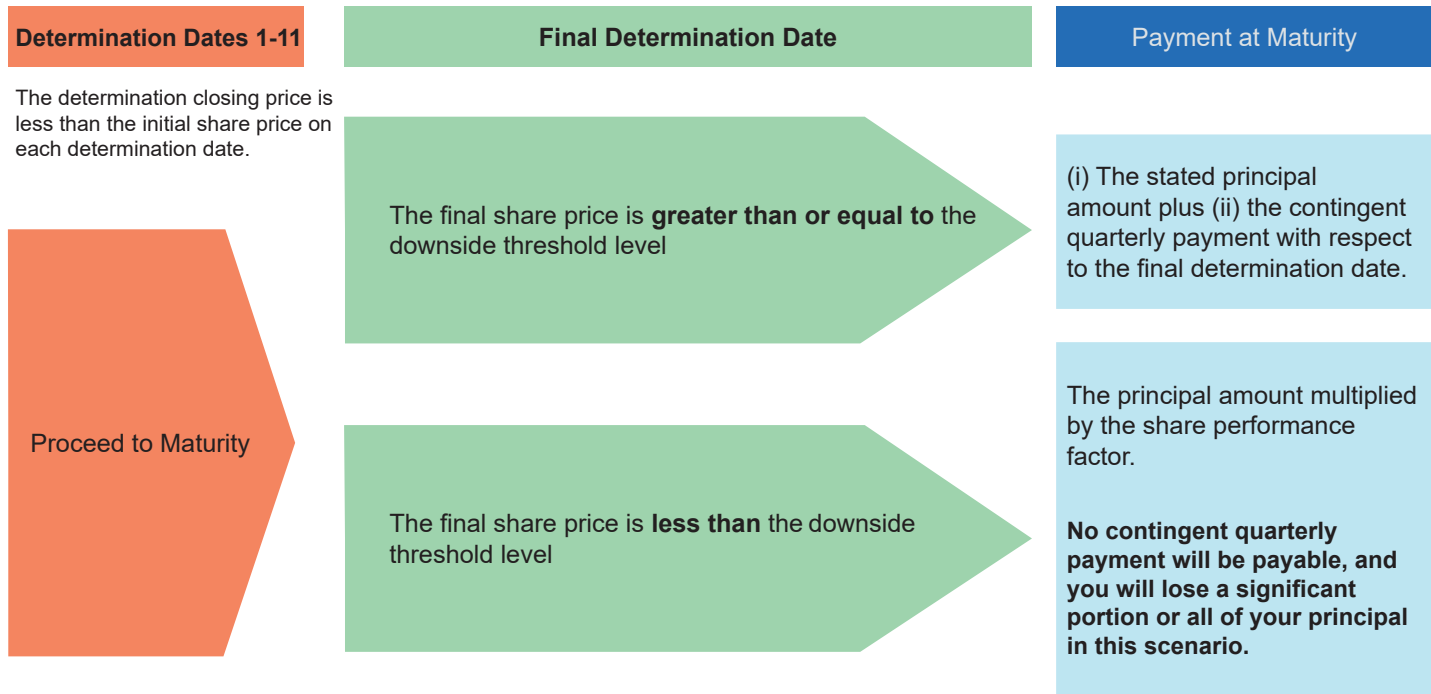 Determination Dates 1-11
Final Determination Date
Payment at Maturity
The determination closing price is
less than the initial share price on
each determination date.
Proceed to Maturity
The final share price is greater than or equal to the
downside threshold level
(i) The stated principal
amount plus (ii) the contingent
quarterly payment with respect
to the final determination date.
The final share price is less than the downside
threshold level
The principal amount multiplied
by the share performance
factor.
No contingent quarterly
payment will be payable, and
you will lose a significant
portion or all of your principal
in this scenario.